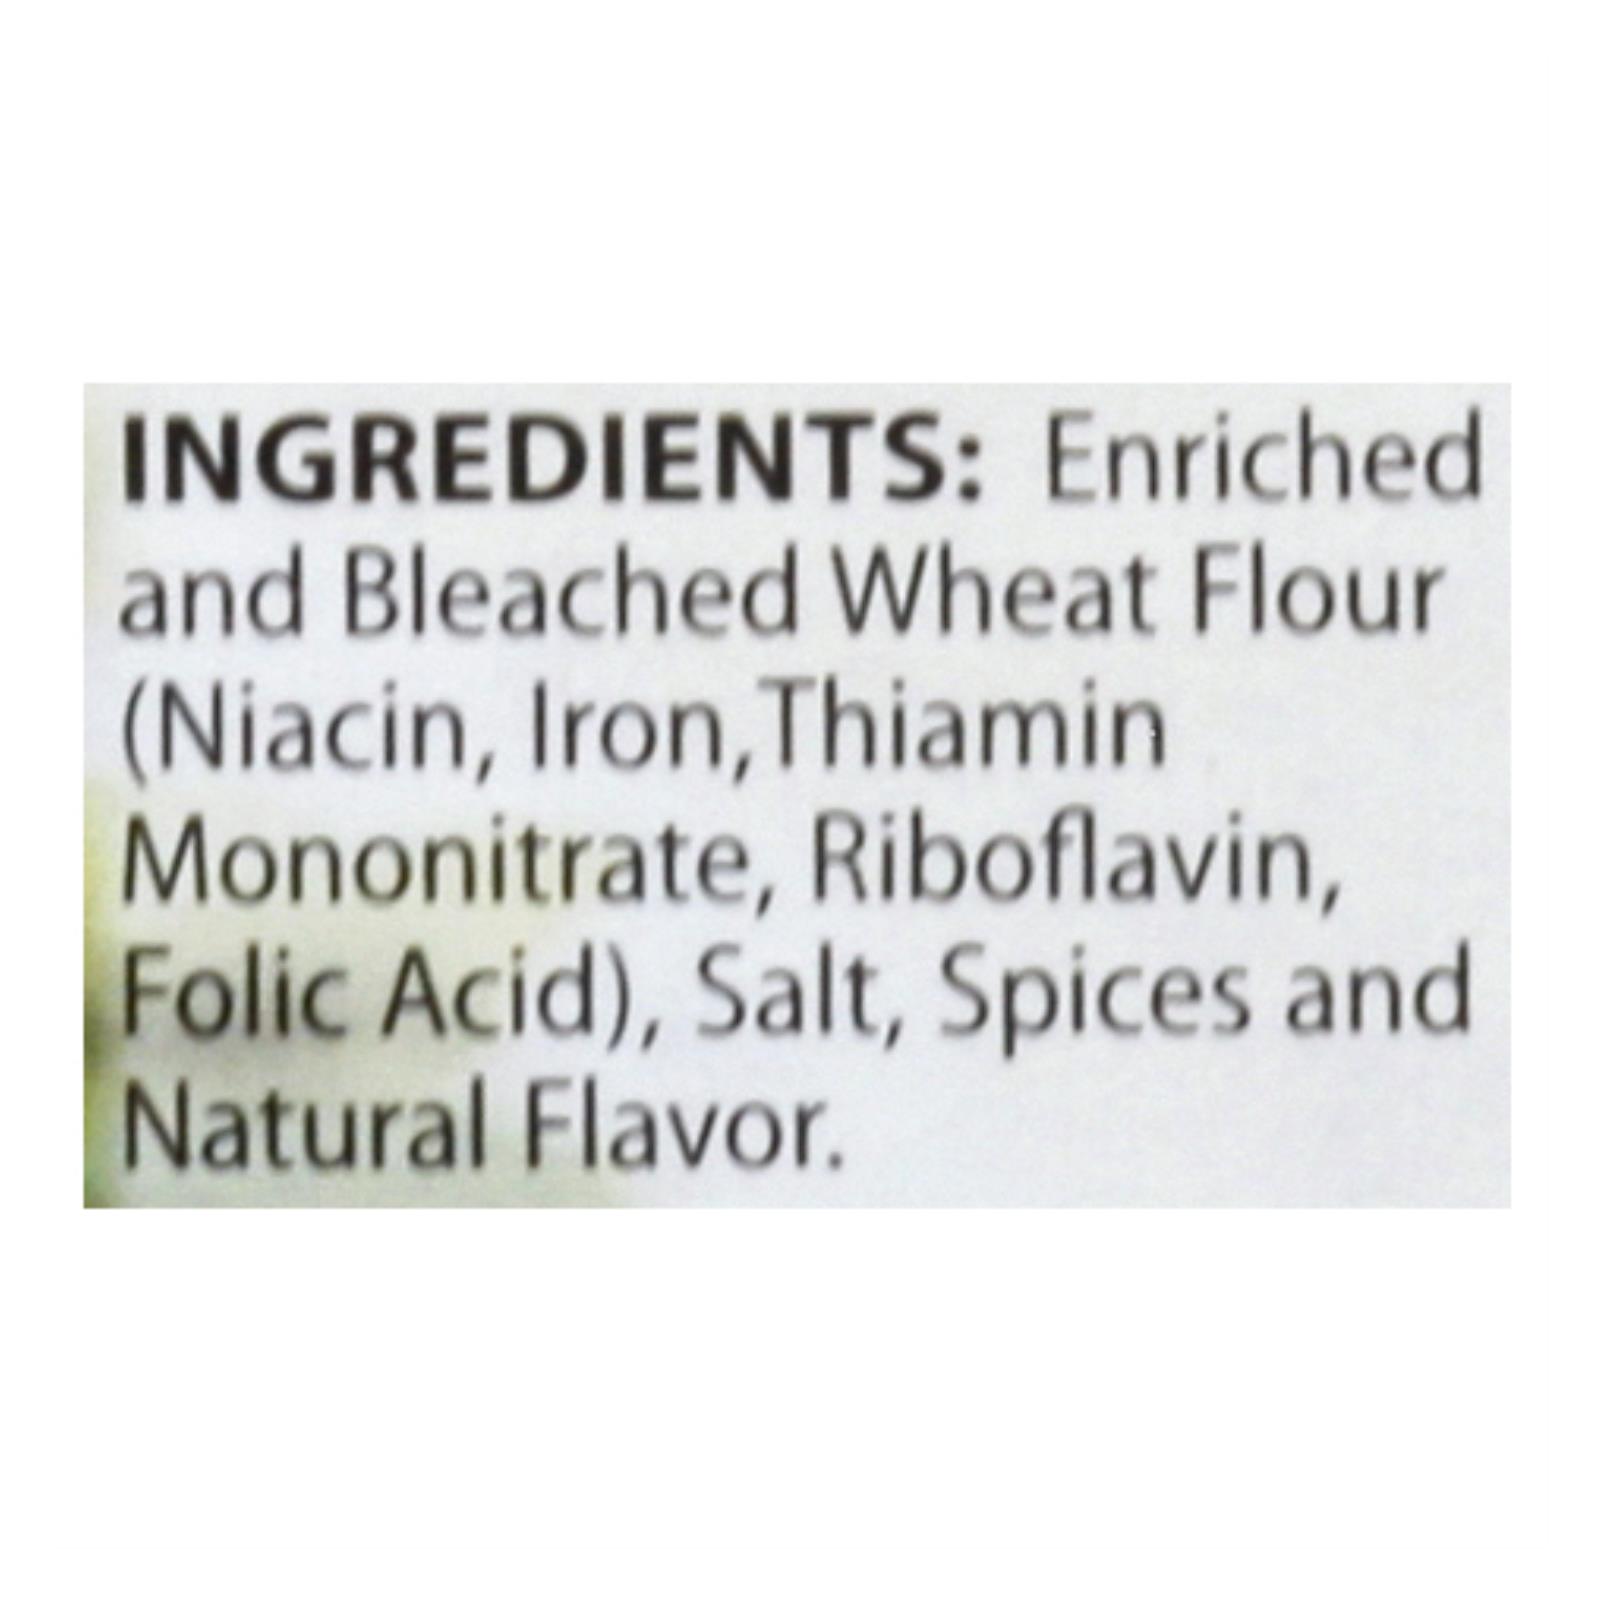 INGREDIENTS: Enriched
and Bleached Wheat Flour
(Niacin, Iron,Thiamin
Mononitrate, Riboflavin,
Folic Acid), Salt, Spices and
Natural Flavor.